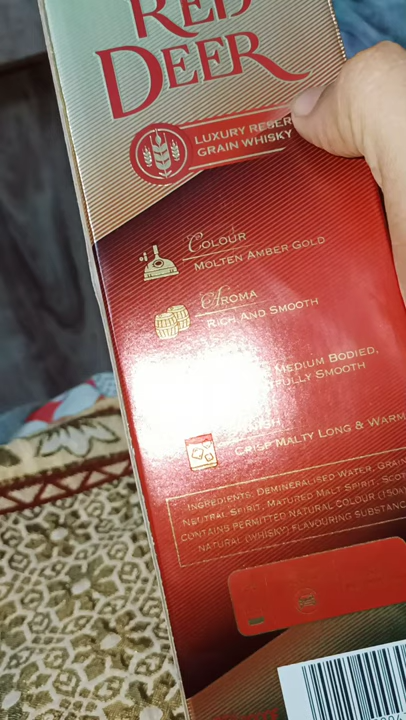 RED
DEER
LUXURY RESER
GRAIN WHISKY
COLOUR
MOLTEN AMBER GOLD
AROMA
RICH AND SMOOTH
MEDIUM BODIED,
FULLY SMOOTH
CRISP MALTY LONG & WARM
INGREDIENTS: DEMINERALISED WATER, GRAIN
NEUTRAL SPIRIT, MATURED MALT SPIRIT, SCOT
CONTAINS PERMITTED NATURAL COLOUR (150A)
NATURAL (WHISKY) FLAVOURING SUBSTANC